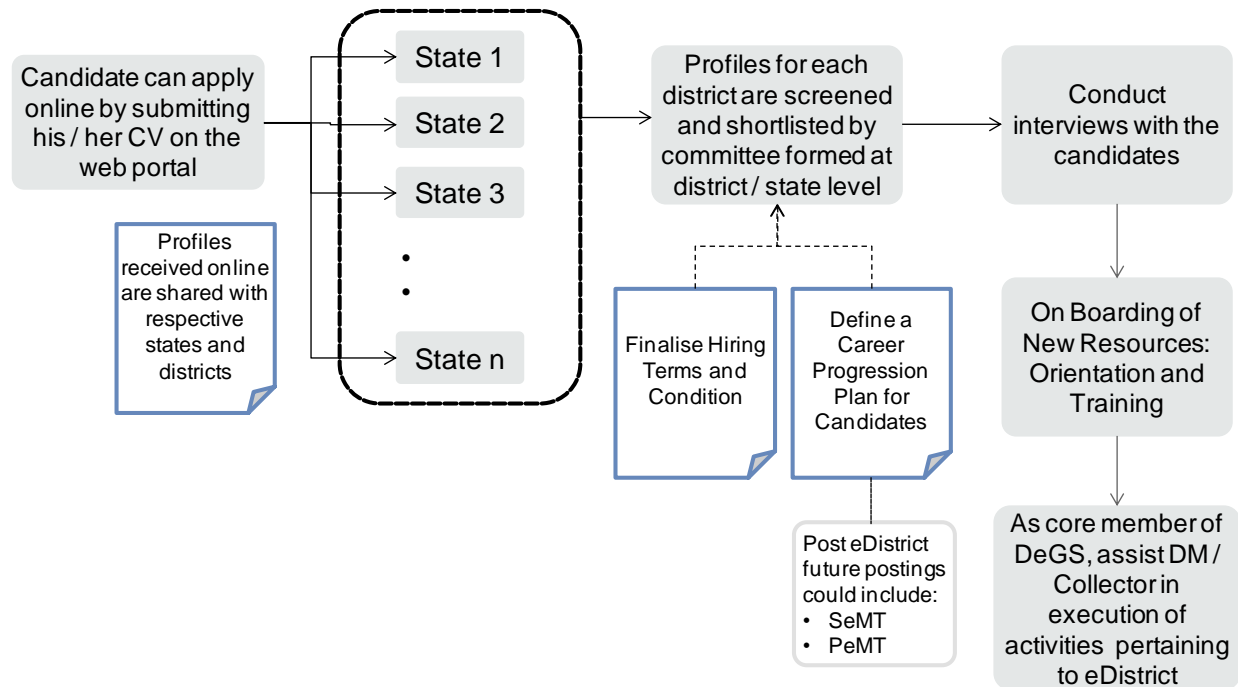 Candidate can apply
online by submitting
his / her CV on the
web portal
Profiles
received online
are shared with
respective
states and
districts
State 1
State 2
State 3
•
•
State n
Profiles for each
district are screened
and shortlisted by
committee formed at
district / state level
Finalise Hiring
Terms and
Condition
Define a
Career
Progression
Plan for
Candidates
Post eDistrict
future postings
could include:
• SeMT
• PeMT
Conduct
interviews with the
candidates
On Boarding of
New Resources:
Orientation and
Training
As core member of
DeGS, assist DM /
Collector in
execution of
activities pertaining
to eDistrict